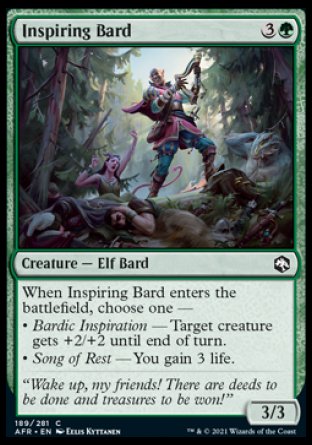 Inspiring Bard 3
Creature — Elf Bard
When Inspiring Bard enters the
battlefield, choose one —
• Bardic Inspiration — Target creature
gets +2/+2 until end of turn.
• Song of Rest — You gain 3 life.
“Wake up, my friends! There are deeds to
be done and treasures to be won!”
3/3
189/281 C
AFR • EN Eelis Kyttanen
™ & © 2021 Wizards of the Coast